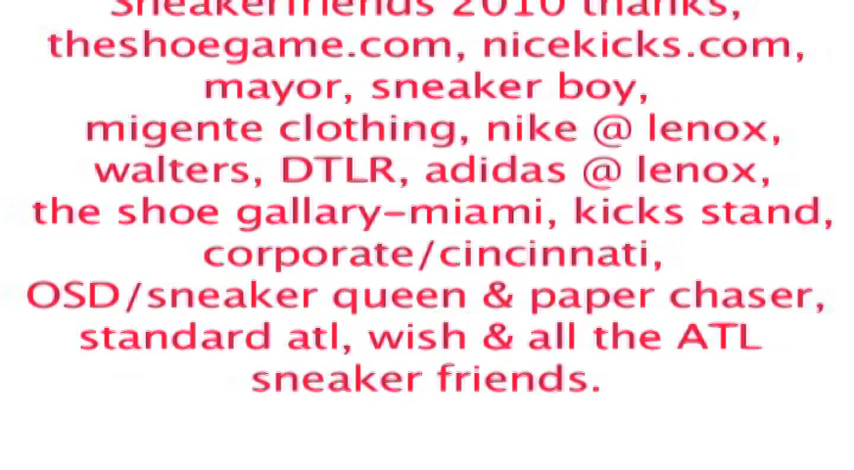 Sneakerfriends 2010 thanks,
theshoegame.com, nicekicks.com,
mayor, sneaker boy,
migente clothing, nike @ lenox,
walters, DTLR, adidas @ lenox,
the shoe gallary-miami, kicks stand,
corporate/cincinnati,
OSD/sneaker queen & paper chaser,
standard atl, wish & all the ATL
sneaker friends.